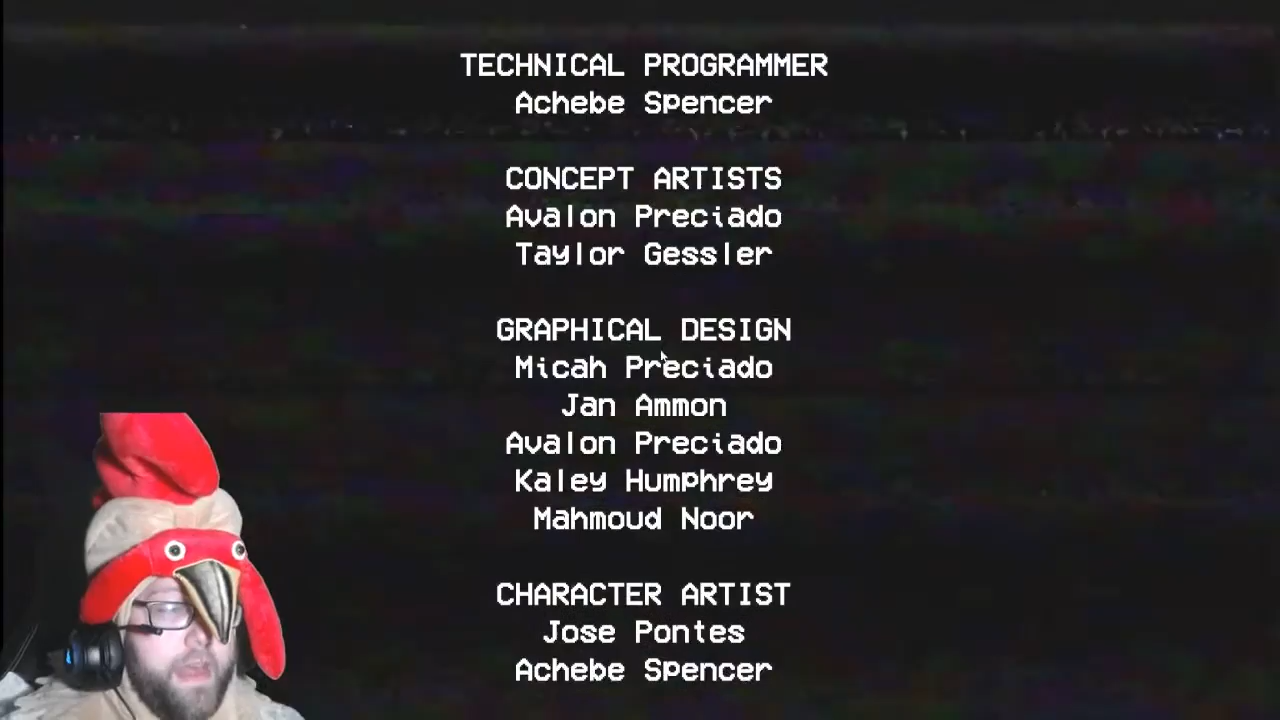 TECHNICAL PROGRAMMER
Achebe Spencer
CONCEPT ARTISTS
Avalon Preciado
Taylor Gessler
GRAPHICAL DESIGN
Micah Preciado
Jan Ammon
Avalon Preciado
Kaley Humphrey
Mahmoud Noor
CHARACTER ARTIST
Jose Pontes
Achebe Spencer